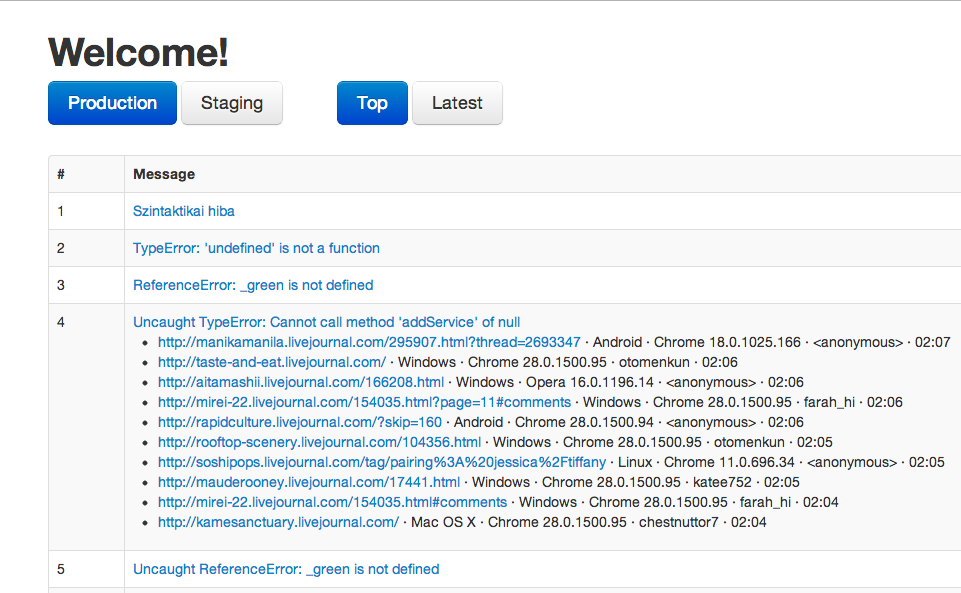 Welcome!
Production Staging Top Latest
# Message
1 Szintaktikai hiba
2 TypeError: 'undefined' is not a function
3 ReferenceError: _green is not defined
4 Uncaught TypeError: Cannot call method 'addService' of null
• http://manikamanila.livejournal.com/295907.html?thread=2693347 · Android · Chrome 18.0.1025.166 · <anonymous> · 02:07
• http://taste-and-eat.livejournal.com/ · Windows · Chrome 28.0.1500.95 · otomenkun · 02:06
• http://aitamashii.livejournal.com/166208.html · Windows · Opera 16.0.1196.14 · <anonymous> · 02:06
• http://mirei-22.livejournal.com/154035.html?page=11#comments · Windows · Chrome 28.0.1500.95 · farah_hi · 02:06
• http://rapidculture.livejournal.com/?skip=160 · Android · Chrome 28.0.1500.94 · <anonymous> · 02:06
• http://rooftop-scenery.livejournal.com/104356.html · Windows · Chrome 28.0.1500.95 · otomenkun · 02:05
• http://soshipops.livejournal.com/tag/pairing%3A%20jessica%2Ftiffany · Linux · Chrome 11.0.696.34 · <anonymous> · 02:05
• http://mauderooney.livejournal.com/17441.html · Windows · Chrome 28.0.1500.95 · katee752 · 02:05
• http://mirei-22.livejournal.com/154035.html#comments · Windows · Chrome 28.0.1500.95 · farah_hi · 02:04
• http://kamesanctuary.livejournal.com/ · Mac OS X · Chrome 28.0.1500.95 · chestnuttor7 · 02:04
5 Uncaught ReferenceError: _green is not defined